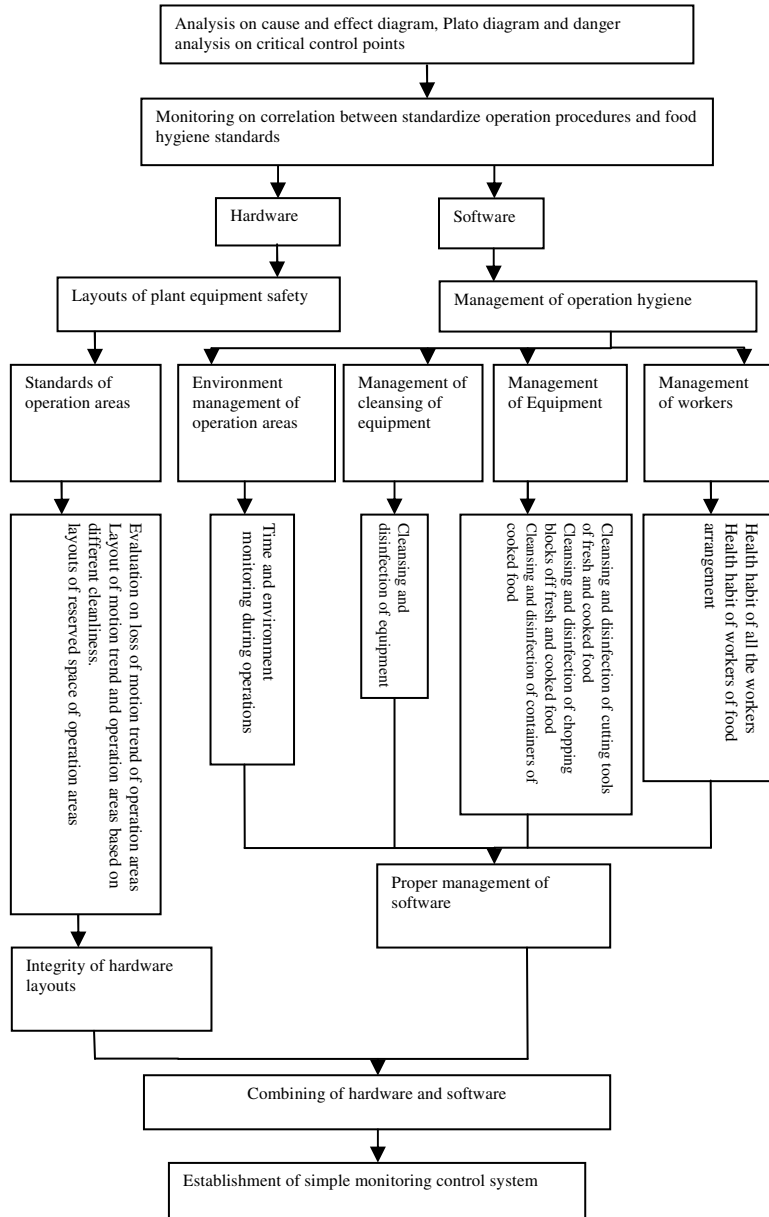 Analysis on cause and effect diagram, Plato diagram and danger
analysis on critical control points
Monitoring on correlation between standardize operation procedures and food
hygiene standards
Hardware
Software
Layouts of plant equipment safety
Management of operation hygiene
Standards of
operation areas
Environment
management of
operation areas
Management of
cleansing of
equipment
Management
of Equipment
Management
of workers
Evaluation on loss of motion trend of operation areas
Layout of motion trend and operation areas based on
different cleanliness.
layouts of reserved space of operation areas
Time and environment
monitoring during operations
Cleansing and
disinfection of equipment
Cleansing and disinfection of cutting tools
of fresh and cooked food
Cleansing and disinfection of chopping
blocks off fresh and cooked food
Cleansing and disinfection of containers of
cooked food
Health habit of all the workers
Health habit of workers of food
arrangement
Proper management of
software
Integrity of hardware
layouts
Combining of hardware and software
Establishment of simple monitoring control system